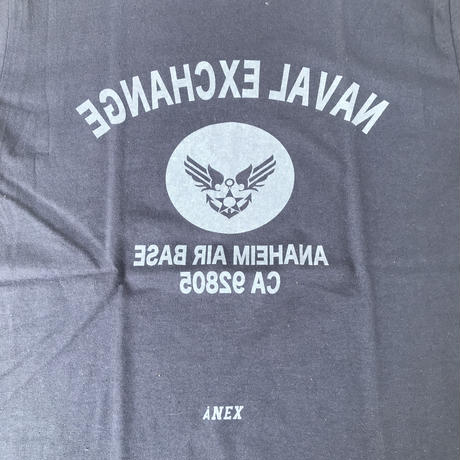 NAVAL EXCHANGE
ANAHEIM AIR BASE
CA 92805
ANEX